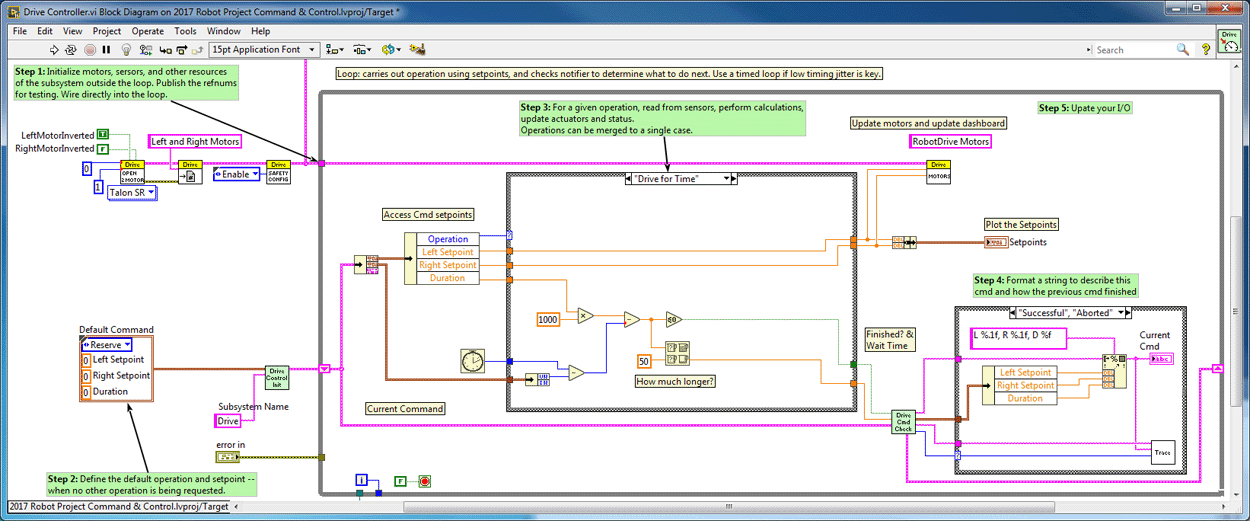 Drive Controller.vi Block Diagram on 2017 Robot Project Command & Control.lvproj/Target *
File Edit View Project Operate Tools Window Help
15pt Application Font
Search
Drive
Step 1: Initialize motors, sersors, and other resources
of the subsystem outside the loop. Publish the refnums
for testing. Wire directly into the loop.
Loop: carries out operation using setpoints, and checks notifier to determine what to do next. Use a timed loop if low timing jitter is key.
Step 3: For a given operation, read from sensors, perform calculations,
update actuators and status.
Operations can be merged to a single case.
Step 5: Upate your I/O
Update motors and update dashboard
RobotDrive Motors
LeftMotorInverted
T
RightMotorInverted
F
Left and Right Motors
0
1
Drive
OPEN
2 MOTOR
Talon SR
Drive
Enable
Drive
SAFETY
CONFIG
Drive
MOTORS
"Drive for Time"
Access Cmd setpoints
Operation
Left Setpoint
Right Setpoint
Duration
Plot the Setpoints
Setpoints
Step 4: Format a string to describe this
cmd and how the previous cmd finished
1000
50
How much longer?
Finished? &
Wait Time
"Successful", "Aborted"
L %.1f, R %.1f, D %f
Current
Cmd
abc
Left Setpoint
Right Setpoint
Duration
Default Command
Reserve
0 Left Setpoint
0 Right Setpoint
0 Duration
Drive
Control
Init
Subsystem Name
Drive
Current Command
Drive
Cmd
Check
Trace
error in
Step 2: Define the default operation and setpoint --
when no other operation is being requested.
i
F
2017 Robot Project Command & Control.lvproj/Target